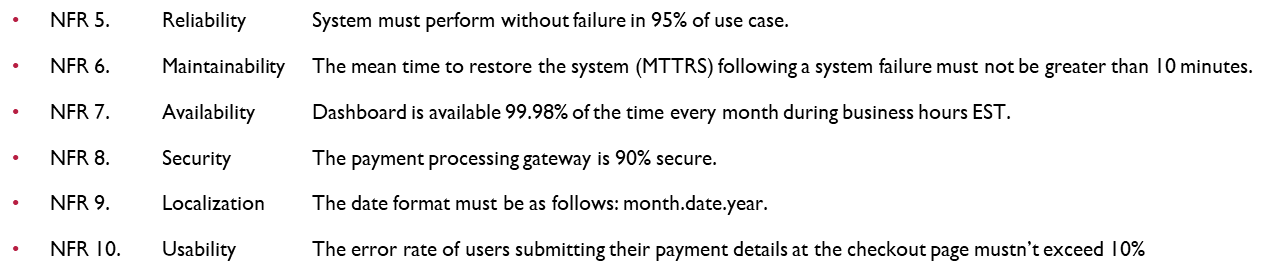 • NFR 5. Reliability System must perform without failure in 95% of use case.
• NFR 6. Maintainability The mean time to restore the system (MTTRS) following a system failure must not be greater than 10 minutes.
• NFR 7. Availability Dashboard is available 99.98% of the time every month during business hours EST.
• NFR 8. Security The payment processing gateway is 90% secure.
• NFR 9. Localization The date format must be as follows: month.date.year.
• NFR 10. Usability The error rate of users submitting their payment details at the checkout page mustn’t exceed 10%